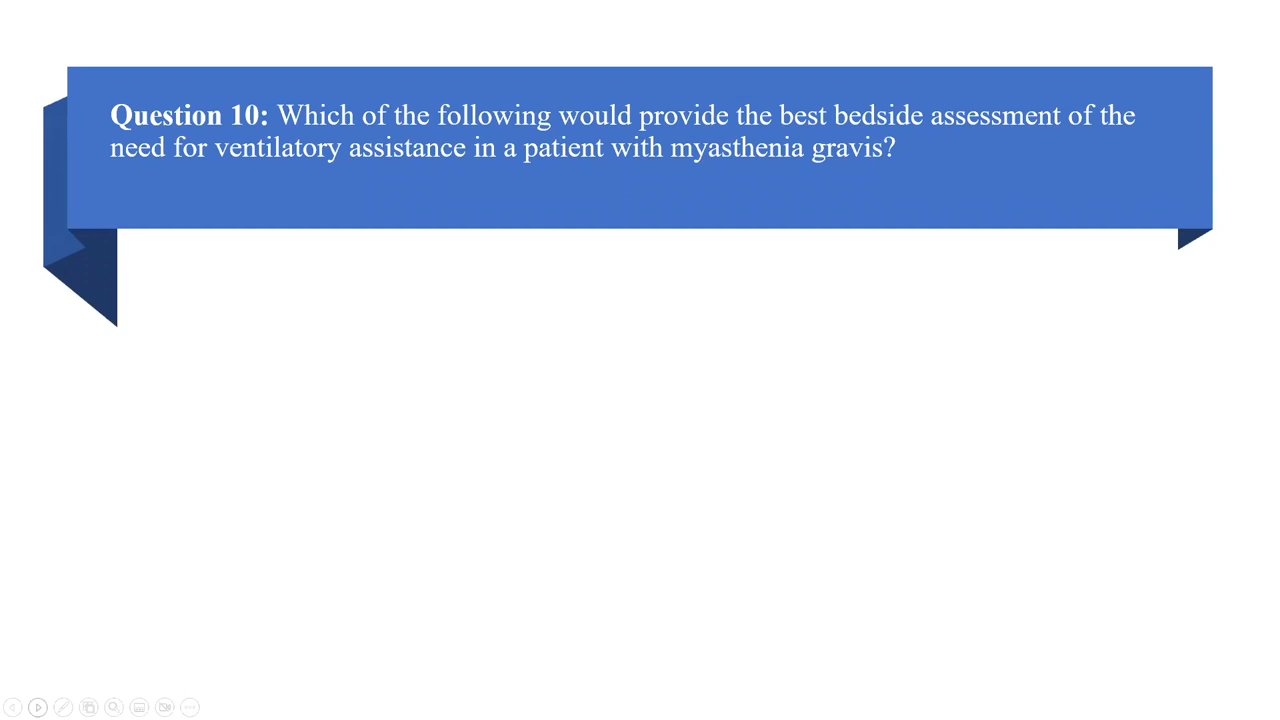 Question 10: Which of the following would provide the best bedside assessment of the
need for ventilatory assistance in a patient with myasthenia gravis?